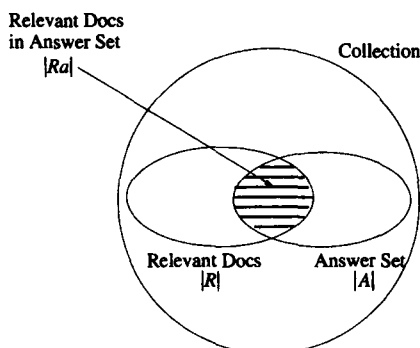 Relevant Docs
in Answer Set
|Ra|
Collection
Relevant Docs
|R|
Answer Set
|A|